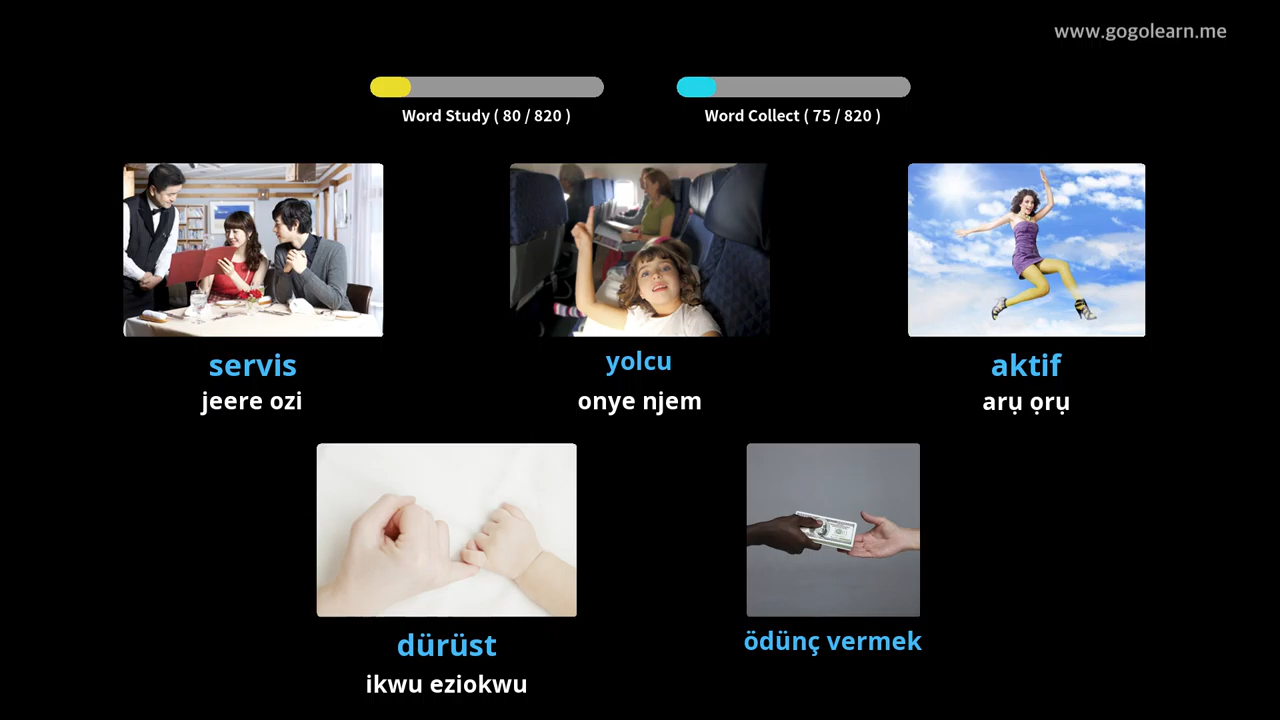 www.gogolearn.me
Word Study ( 80 / 820 )
Word Collect ( 75 / 820 )
servis
jeere ozi
yolcu
onye njem
aktif
arụ ọrụ
dürüst
ikwu eziokwu
ödünç vermek